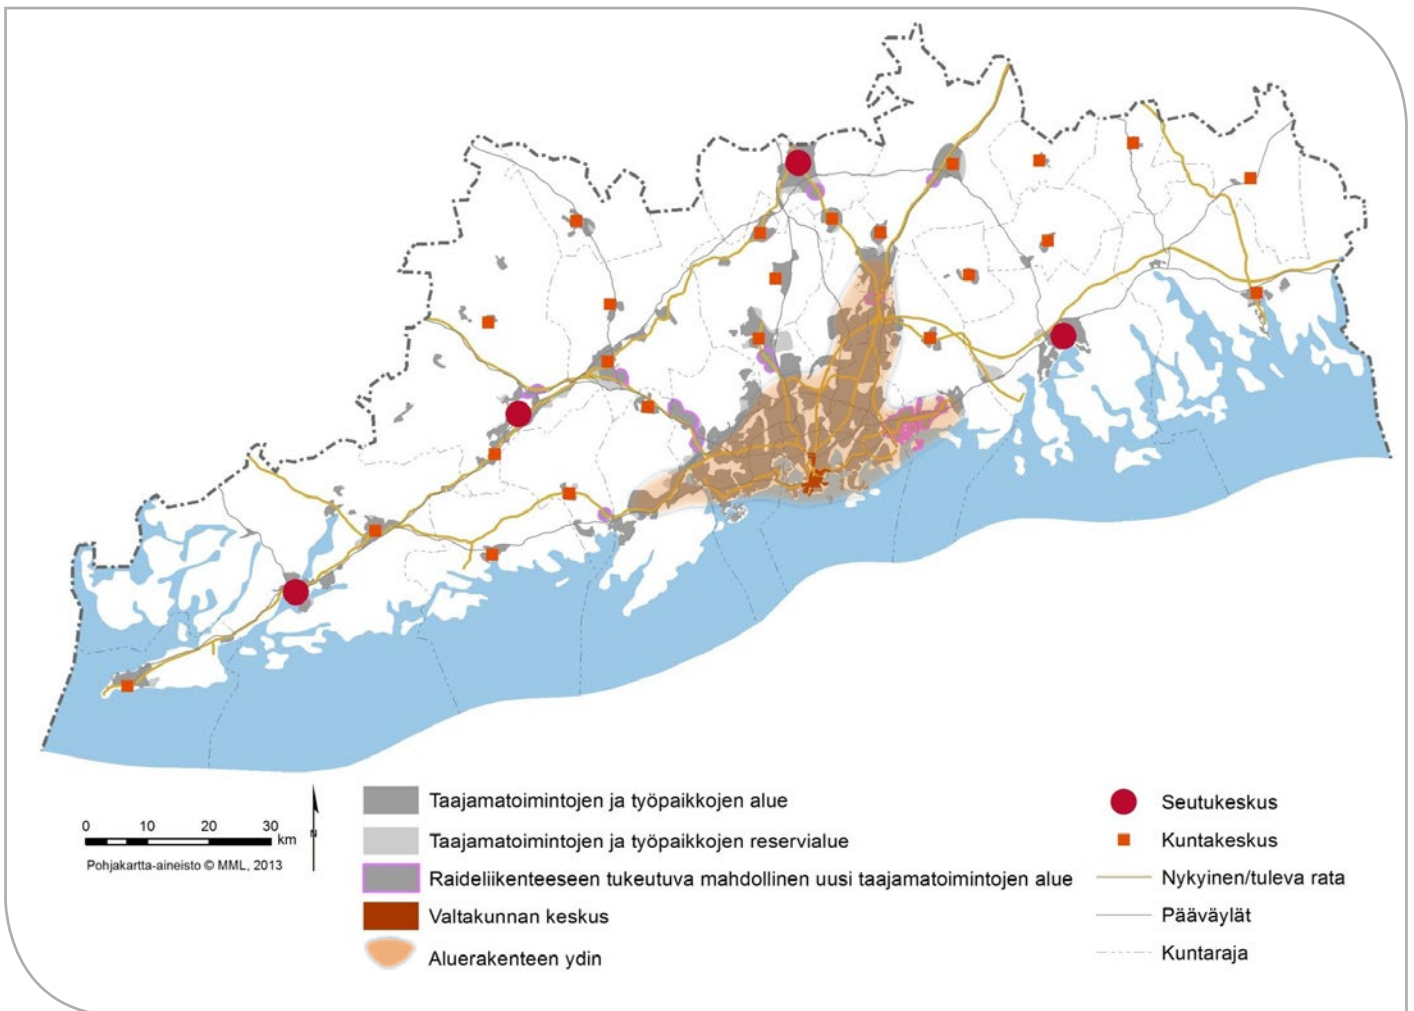 0 10 20 30 km
N
Pohjakartta-aineisto © MML, 2013
Taajamatoimintojen ja työpaikkojen alue
Taajamatoimintojen ja työpaikkojen reservialue
Raideliikenteeseen tukeutuva mahdollinen uusi taajamatoimintojen alue
Valtakunnan keskus
Aluerakenteen ydin
Seutukeskus
Kuntakeskus
Nykyinen/tuleva rata
Pääväylät
Kuntaraja